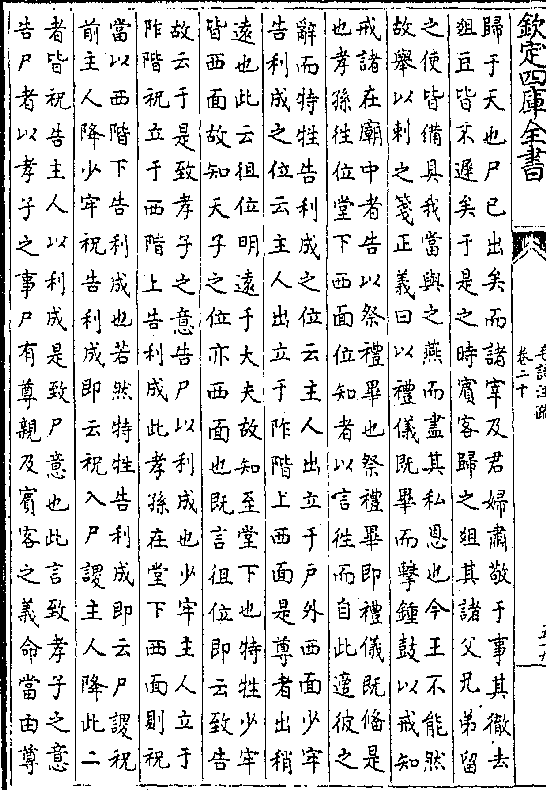 欽定四庫全書
毛詩注疏
卷二十
歸于天也尸已出矣而諸宰及君婦肅敬于事其徹去
俎豆皆不遲矣于是之時賓客歸之俎其諸父兄弟留
之使皆備具我當與之燕而盡其私恩也今王不能然
故舉以刺之箋正義曰以禮儀既畢而擊鍾鼓以戒知
戒諸在廟中者告以祭禮畢也祭禮畢即禮儀既備是
也孝孫徃位堂下西面位知者以言徃而自此適彼之
辭而特牲告利成之位云主人出立于戶外西面少牢
告利成之位云主人出立于阼階上西面是尊者出稍
遠也此云徂位明遠于大夫故知至堂下也特牲少牢
皆西面故知天子之位亦西面也既言徂位即云致告
故云于是致孝子之意告尸以利成也少牢主人立于
阼階祝立于西階上告利成此孝孫在堂下西面則祝
當以西階下告利成也若然特牲告利成即云尸謖祝
前主人降少牢祝告利成即云祝入尸謖主人降此二
者皆祝告主人以利成是致尸意也此言致孝子之意
告尸者以孝子之事尸有尊親及賓客之義命當由尊